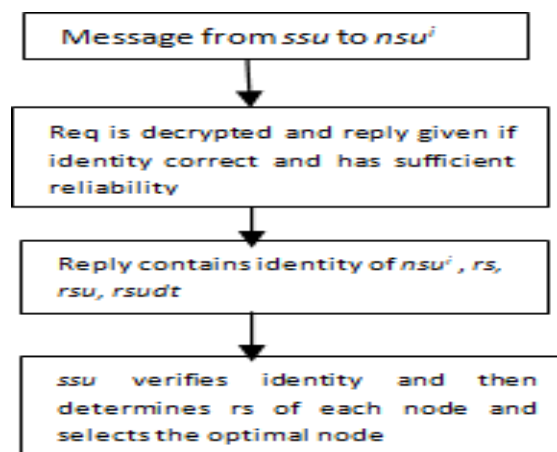 Message from ssu to nsuⁱ
Req is decrypted and reply given if
identity correct and has sufficient
reliability
Reply contains identity of nsuⁱ , rs,
rsu, rsudt
ssu verifies identity and then
determines rs of each node and
selects the optimal node